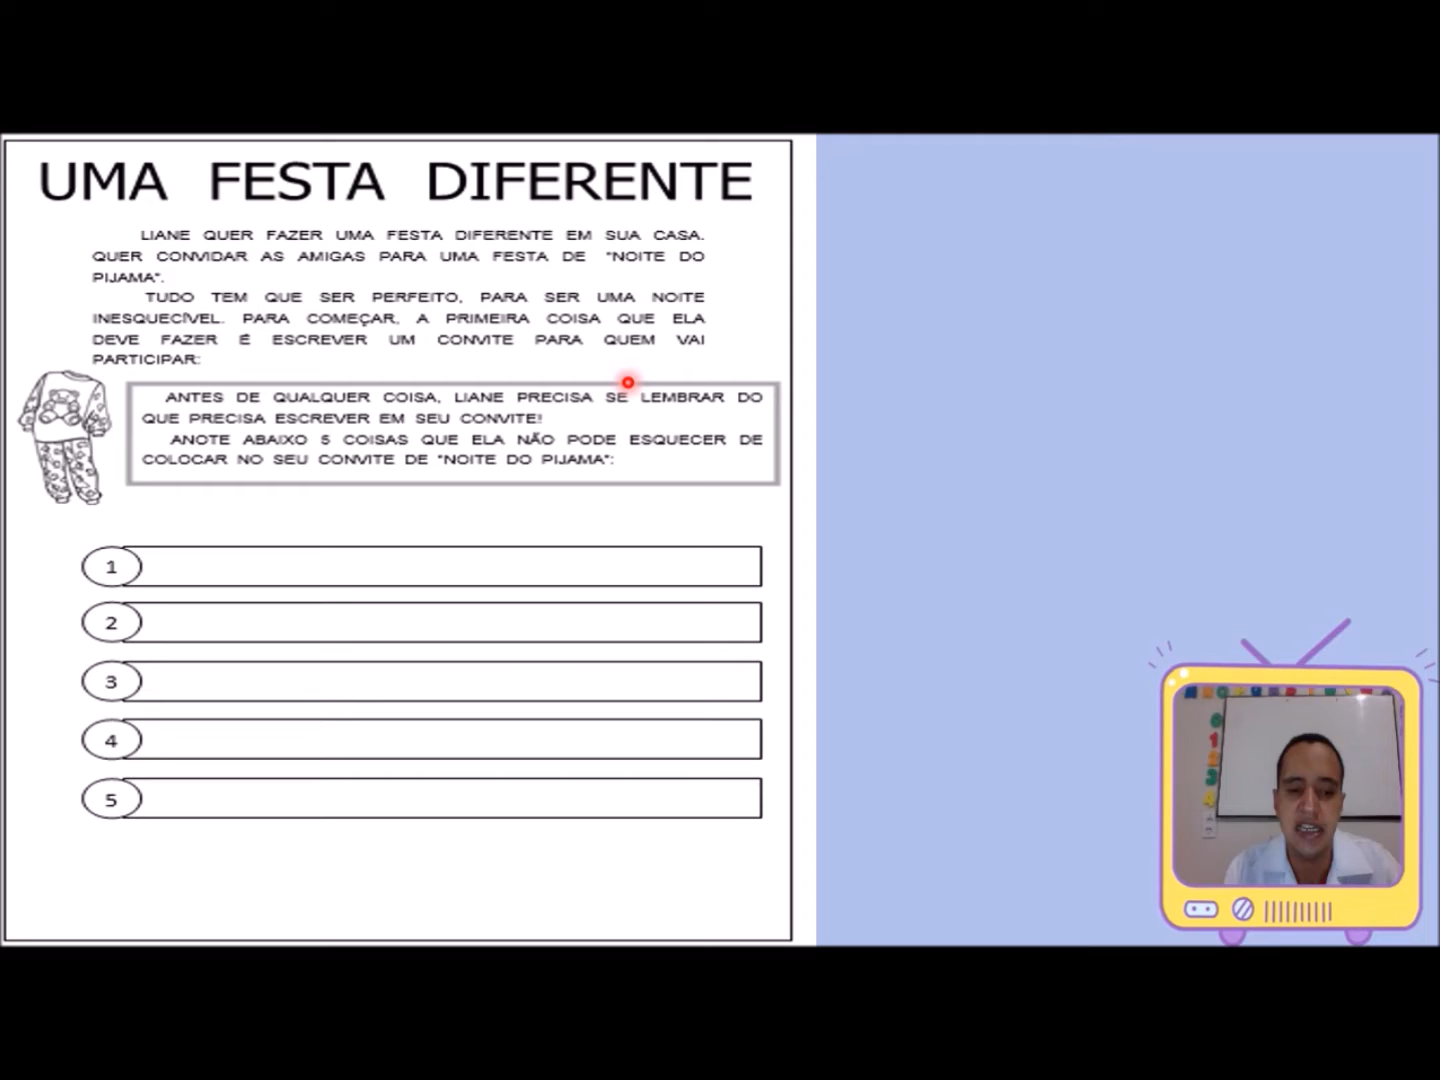 UMA FESTA DIFERENTE
LIANE QUER FAZER UMA FESTA DIFERENTE EM SUA CASA.
QUER CONVIDAR AS AMIGAS PARA UMA FESTA DE "NOITE DO
PIJAMA".
TUDO TEM QUE SER PERFEITO, PARA SER UMA NOITE
INESQUECÍVEL. PARA COMEÇAR, A PRIMEIRA COISA QUE ELA
DEVE FAZER É ESCREVER UM CONVITE PARA QUEM VAI
PARTICIPAR:
ANTES DE QUALQUER COISA, LIANE PRECISA SE LEMBRAR DO
QUE PRECISA ESCREVER EM SEU CONVITE!
ANOTE ABAIXO 5 COISAS QUE ELA NÃO PODE ESQUECER DE
COLOCAR NO SEU CONVITE DE "NOITE DO PIJAMA":
1
2
3
4
5
0
1
2
3